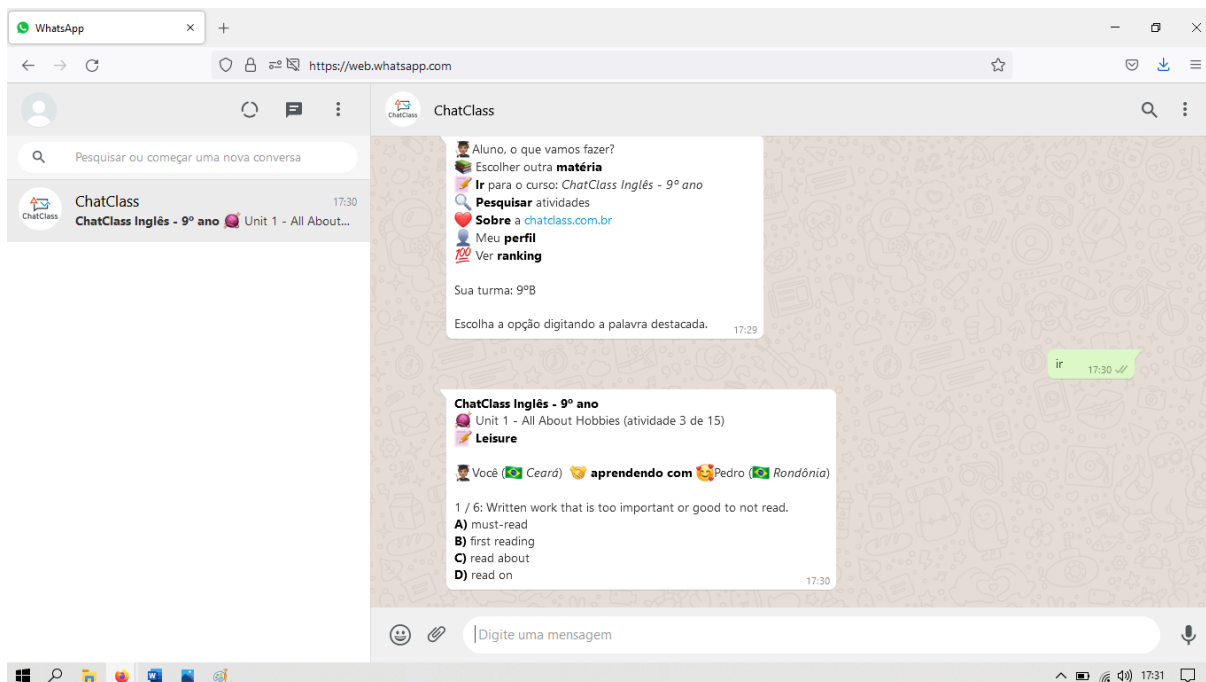 WhatsApp
https://web.whatsapp.com
ChatClass
ChatClass
Pesquisar ou começar uma nova conversa
ChatClass
ChatClass 17:30
ChatClass Inglês - 9º ano Unit 1 - All About...
Aluno, o que vamos fazer?
Escolher outra matéria
Ir para o curso: ChatClass Inglês - 9º ano
Pesquisar atividades
Sobre a chatclass.com.br
Meu perfil
Ver ranking
Sua turma: 9ºB
Escolha a opção digitando a palavra destacada. 17:29
ir 17:30
ChatClass Inglês - 9º ano
Unit 1 - All About Hobbies (atividade 3 de 15)
Leisure
Você (Ceará) aprendendo com Pedro (Rondônia)
1 / 6: Written work that is too important or good to not read.
A) must-read
B) first reading
C) read about
D) read on
17:30
Digite uma mensagem
17:31